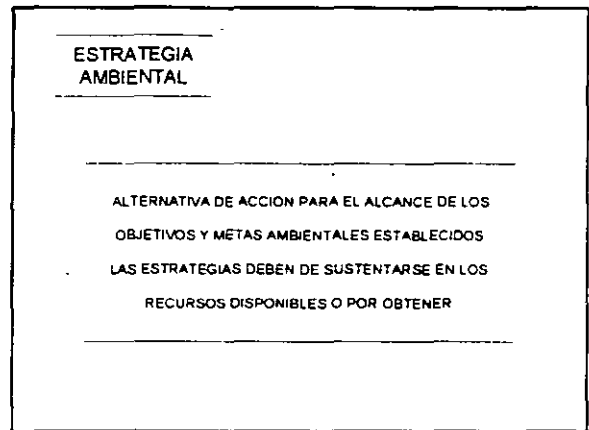 ESTRATEGIA
AMBIENTAL
ALTERNATIVA DE ACCION PARA EL ALCANCE DE LOS
OBJETIVOS Y METAS AMBIENTALES ESTABLECIDOS
LAS ESTRATEGIAS DEBEN DE SUSTENTARSE EN LOS
RECURSOS DISPONIBLES O POR OBTENER